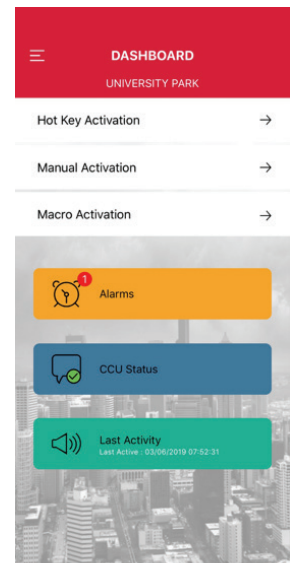 DASHBOARD
UNIVERSITY PARK
Hot Key Activation
Manual Activation
Macro Activation
1
Alarms
CCU Status
Last Activity
Last Active : 03/06/2019 07:52:31